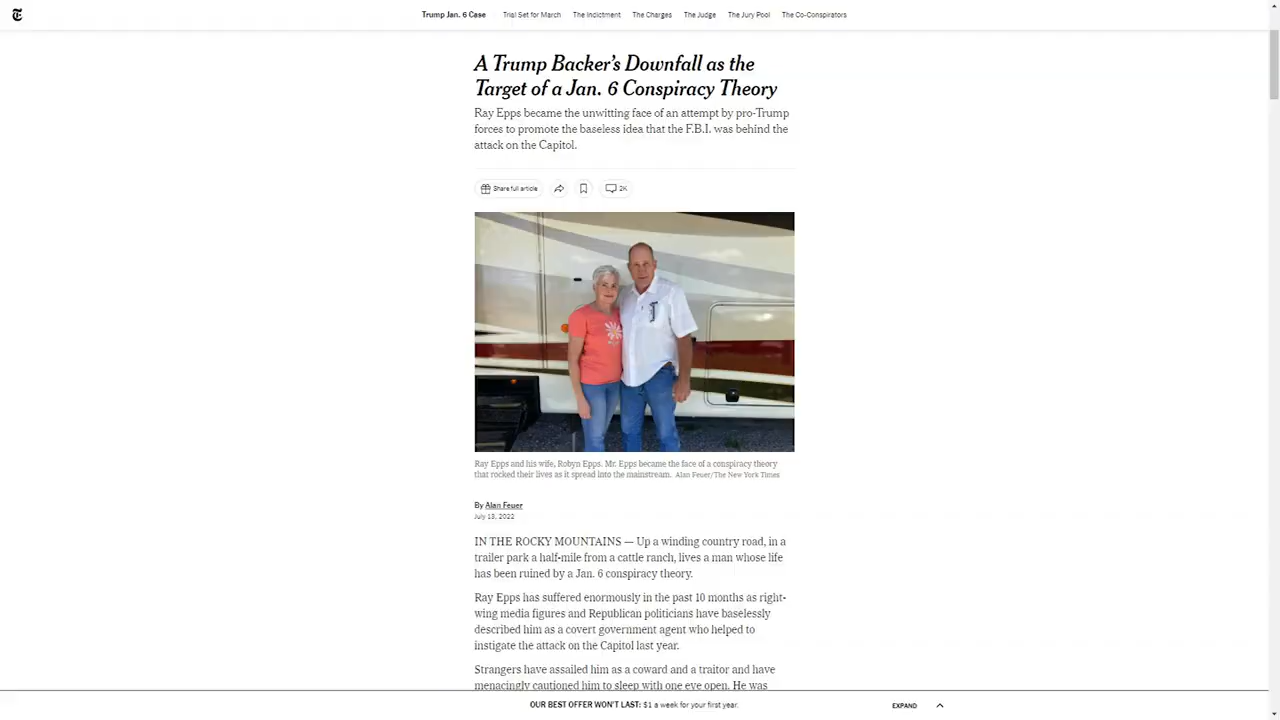 T
Trump Jan. 6 Case Trial Set for March The Indictment The Charges The Judge The Jury Pool The Co-Conspirators
A Trump Backer's Downfall as the
Target of a Jan. 6 Conspiracy Theory
Ray Epps became the unwitting face of an attempt by pro-Trump
forces to promote the baseless idea that the F.B.I. was behind the
attack on the Capitol.
Share full article 2K
Ray Epps and his wife, Robyn Epps. Mr. Epps became the face of a conspiracy theory
that rocked their lives as it spread into the mainstream. Alan Feuer/The New York Times
By Alan Feuer
July 13, 2022
IN THE ROCKY MOUNTAINS — Up a winding country road, in a
trailer park a half-mile from a cattle ranch, lives a man whose life
has been ruined by a Jan. 6 conspiracy theory.
Ray Epps has suffered enormously in the past 10 months as right-
wing media figures and Republican politicians have baselessly
described him as a covert government agent who helped to
instigate the attack on the Capitol last year.
Strangers have assailed him as a coward and a traitor and have
menacingly cautioned him to sleep with one eye open. He was
OUR BEST OFFER WON'T LAST: $1 a week for your first year. EXPAND